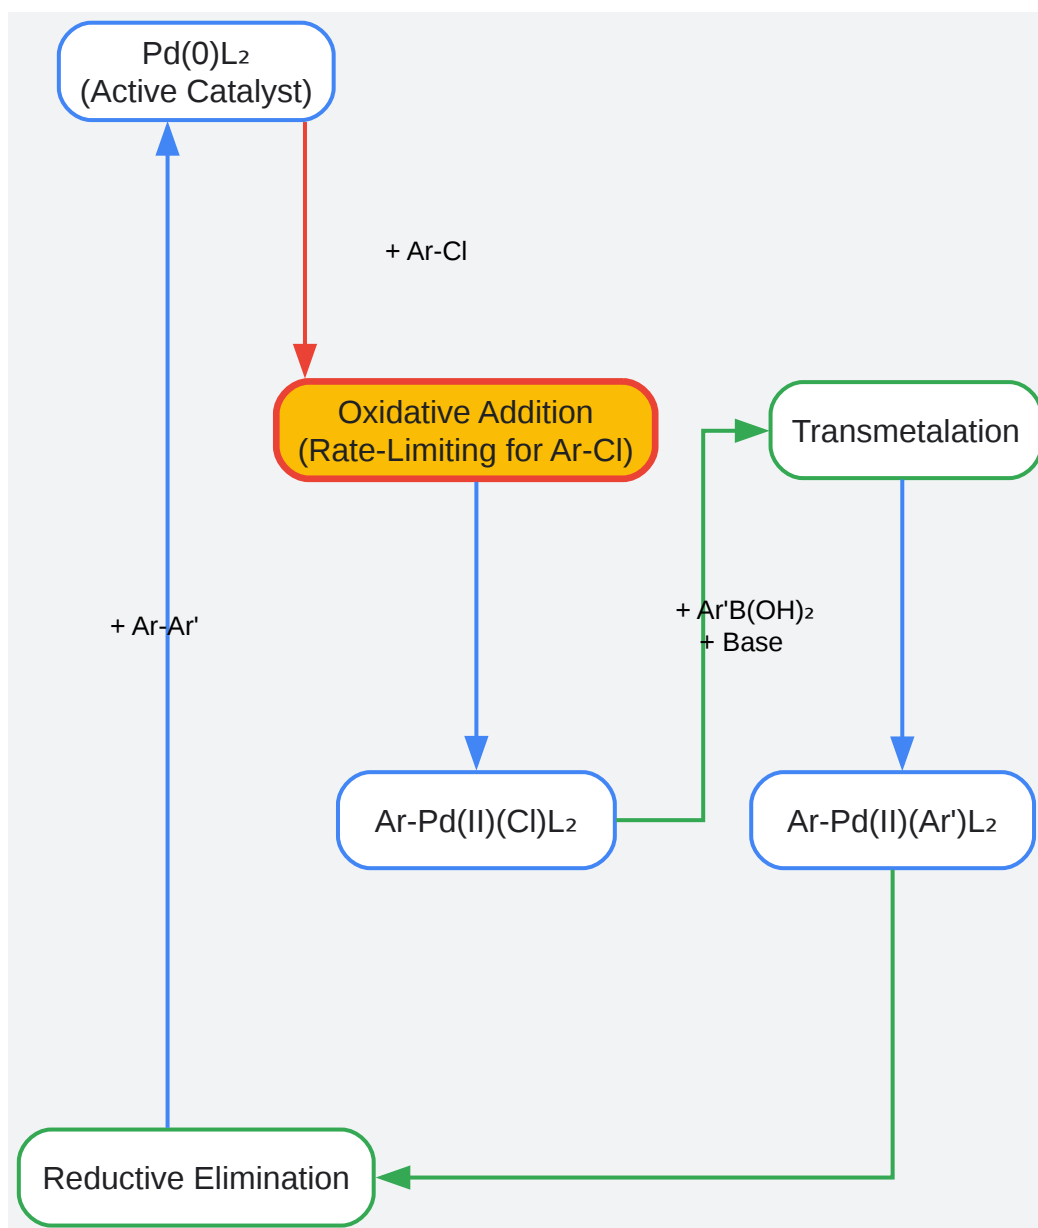 Pd(0)L₂
(Active Catalyst)
+ Ar-Cl
Oxidative Addition
(Rate-Limiting for Ar-Cl)
Transmetalation
+ Ar'B(OH)₂
+ Base
+ Ar-Ar'
Ar-Pd(II)(Cl)L₂
Ar-Pd(II)(Ar')L₂
Reductive Elimination